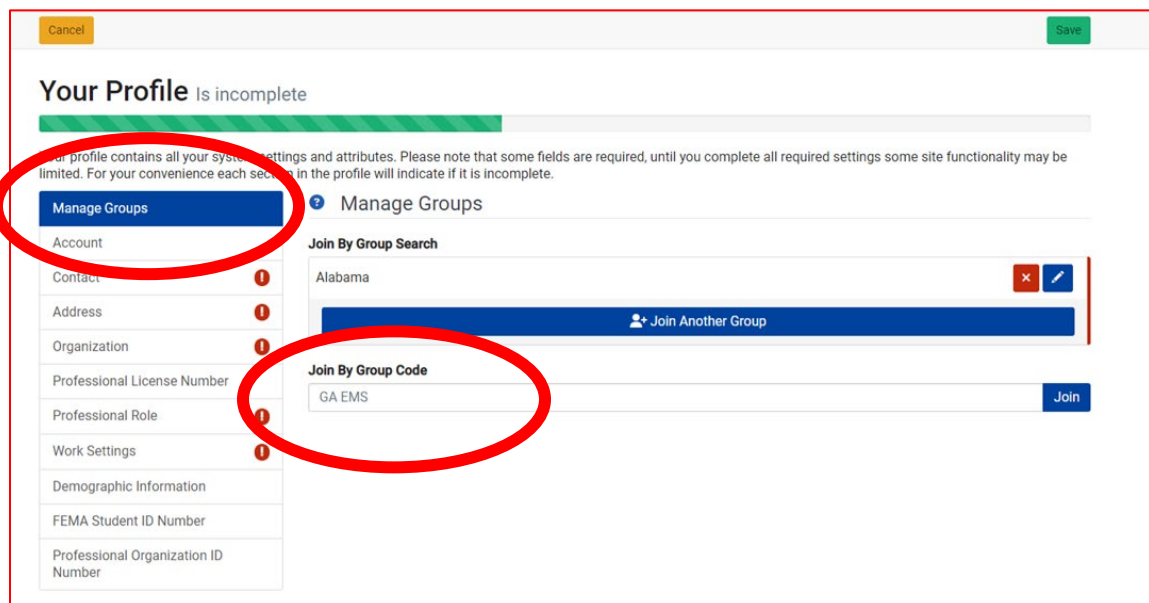 Cancel
Save
Your Profile Is incomplete
Your profile contains all your system settings and attributes. Please note that some fields are required, until you complete all required settings some site functionality may be
limited. For your convenience each section in the profile will indicate if it is incomplete.
Manage Groups
Account
Contact
Address
Organization
Professional License Number
Professional Role
Work Settings
Demographic Information
FEMA Student ID Number
Professional Organization ID
Number
Manage Groups
Join By Group Search
Alabama
Join Another Group
Join By Group Code
GA EMS
Join